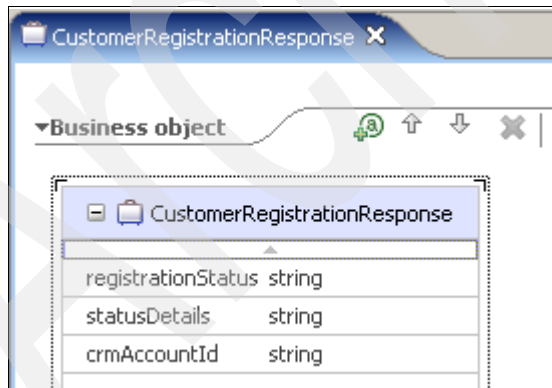 CustomerRegistrationResponse
Business object
CustomerRegistrationResponse
registrationStatus string
statusDetails string
crmAccountId string